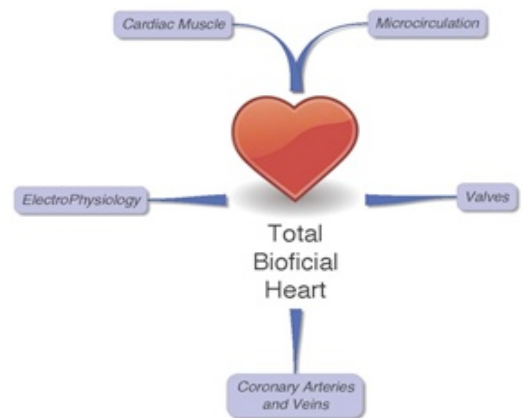 Cardiac Muscle
Microcirculation
ElectroPhysiology
Valves
Total
Bioficial
Heart
Coronary Arteries
and Veins